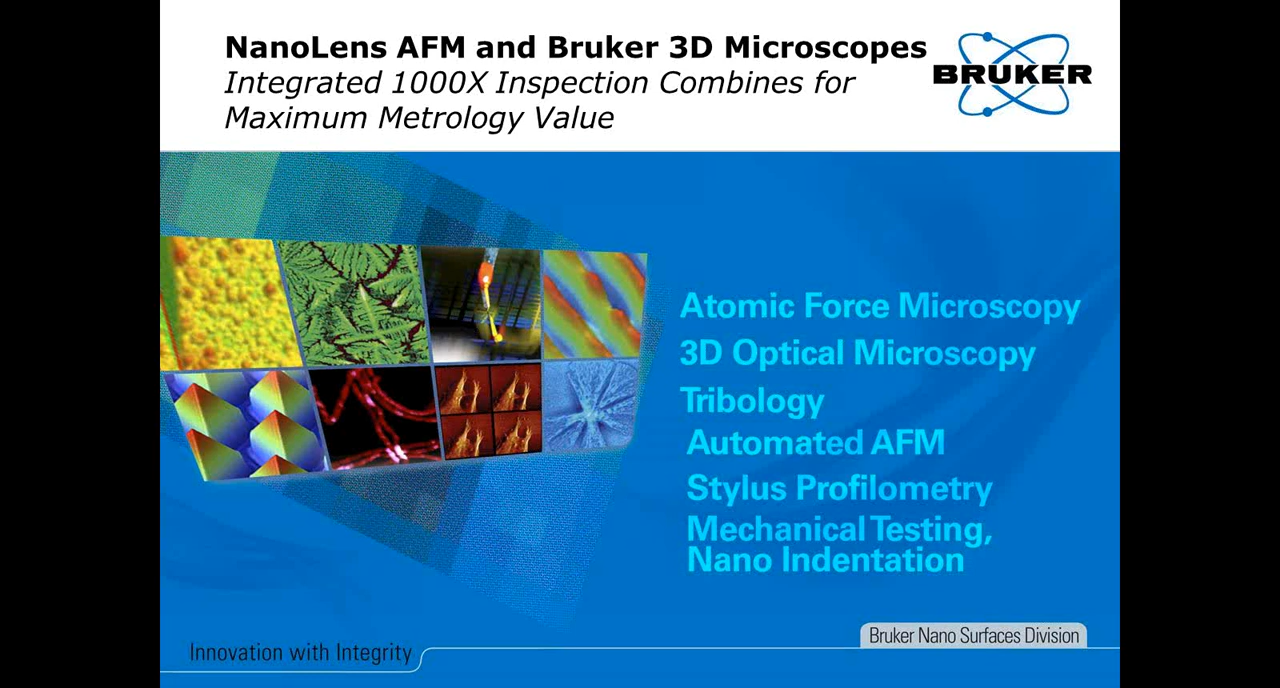 NanoLens AFM and Bruker 3D Microscopes
Integrated 1000X Inspection Combines for
Maximum Metrology Value
BRUKER
Atomic Force Microscopy
3D Optical Microscopy
Tribology
Automated AFM
Stylus Profilometry
Mechanical Testing,
Nano Indentation
Bruker Nano Surfaces Division
Innovation with Integrity